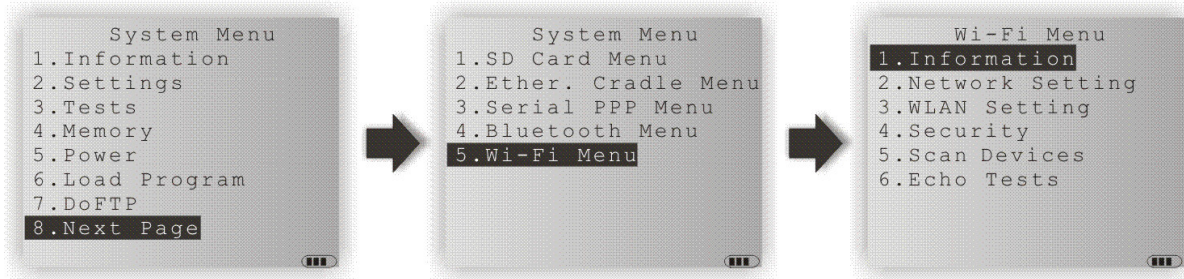 System Menu
1.Information
2.Settings
3.Tests
4.Memory
5.Power
6.Load Program
7.DoFTP
8.Next Page
System Menu
1.SD Card Menu
2.Ether. Cradle Menu
3.Serial PPP Menu
4.Bluetooth Menu
5.Wi-Fi Menu
Wi-Fi Menu
1.Information
2.Network Setting
3.WLAN Setting
4.Security
5.Scan Devices
6.Echo Tests